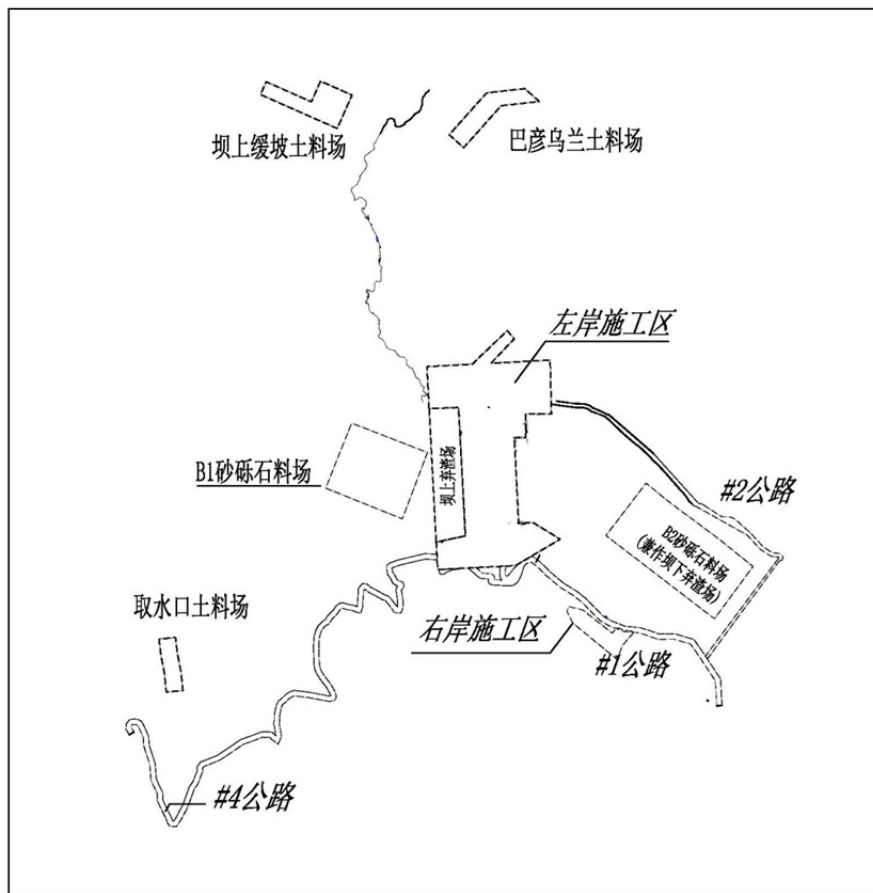 坝上缓坡土料场
巴彦乌兰土料场
左岸施工区
B1砂砾石料场
坝上弃渣场
#2公路
B2砂砾石料场
(兼作坝下弃渣场)
取水口土料场
右岸施工区
#1公路
#4公路